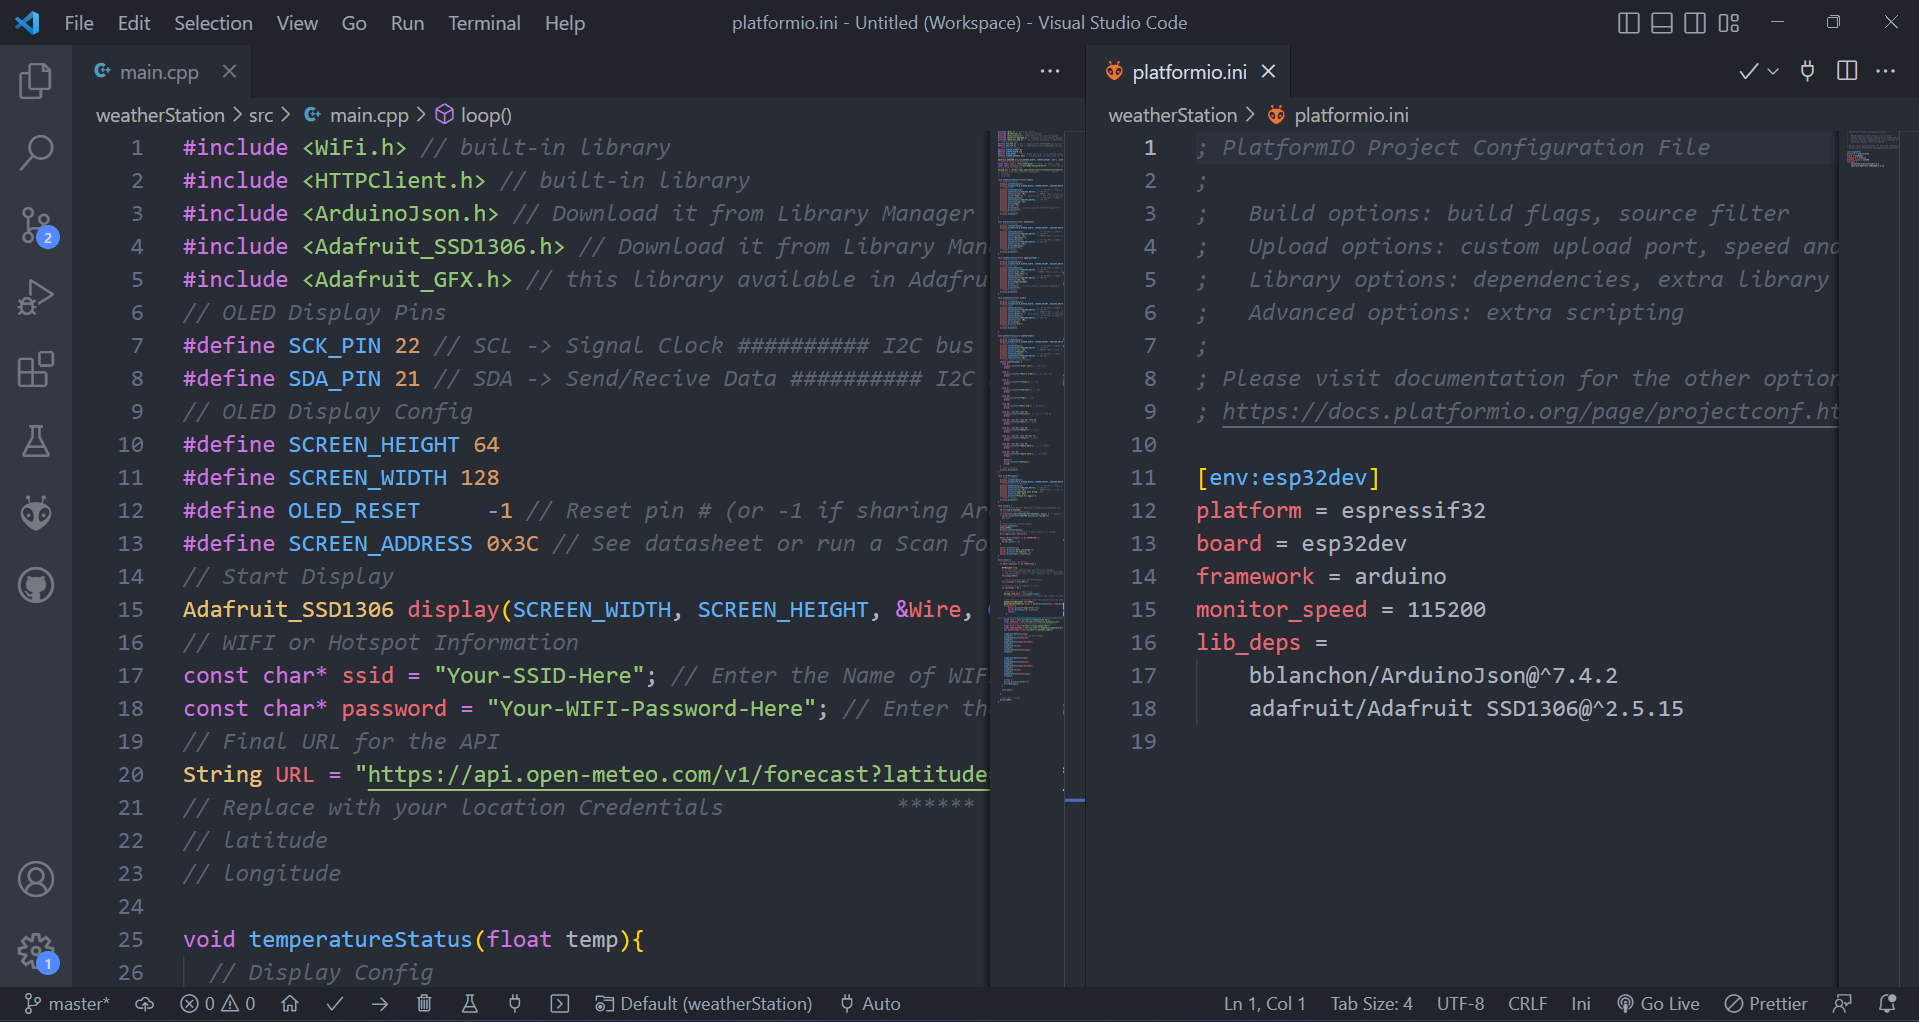 File Edit Selection View Go Run Terminal Help platformio.ini - Untitled (Workspace) - Visual Studio Code
main.cpp
weatherStation > src > main.cpp > loop()
1 #include <WiFi.h> // built-in library
2 #include <HTTPClient.h> // built-in library
3 #include <ArduinoJson.h> // Download it from Library Manager
4 #include <Adafruit_SSD1306.h> // Download it from Library Man
5 #include <Adafruit_GFX.h> // this library available in Adafru
6 // OLED Display Pins
7 #define SCK_PIN 22 // SCL -> Signal Clock ########## I2C bus
8 #define SDA_PIN 21 // SDA -> Send/Recive Data ########## I2C
9 // OLED Display Config
10 #define SCREEN_HEIGHT 64
11 #define SCREEN_WIDTH 128
12 #define OLED_RESET     -1 // Reset pin # (or -1 if sharing Ar
13 #define SCREEN_ADDRESS 0x3C // See datasheet or run a Scan fo
14 // Start Display
15 Adafruit_SSD1306 display(SCREEN_WIDTH, SCREEN_HEIGHT, &Wire,
16 // WIFI or Hotspot Information
17 const char* ssid = "Your-SSID-Here"; // Enter the Name of WIF
18 const char* password = "Your-WIFI-Password-Here"; // Enter th
19 // Final URL for the API
20 String URL = "https://api.open-meteo.com/v1/forecast?latitude
21 // Replace with your location Credentials             ******
22 // latitude
23 // longitude
24
25 void temperatureStatus(float temp){
26   // Display Config
platformio.ini
weatherStation > platformio.ini
1 ; PlatformIO Project Configuration File
2 ;
3 ;   Build options: build flags, source filter
4 ;   Upload options: custom upload port, speed and
5 ;   Library options: dependencies, extra library
6 ;   Advanced options: extra scripting
7 ;
8 ; Please visit documentation for the other option
9 ; https://docs.platformio.org/page/projectconf.ht
10
11 [env:esp32dev]
12 platform = espressif32
13 board = esp32dev
14 framework = arduino
15 monitor_speed = 115200
16 lib_deps =
17     bblanchon/ArduinoJson@^7.4.2
18     adafruit/Adafruit SSD1306@^2.5.15
19
2
1
master* 0 0 Default (weatherStation) Auto Ln 1, Col 1 Tab Size: 4 UTF-8 CRLF Ini Go Live Prettier